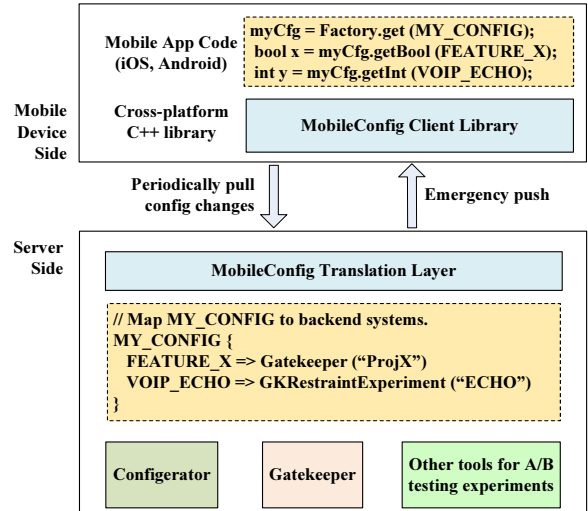 Mobile App Code
(iOS, Android)
myCfg = Factory.get (MY_CONFIG);
bool x = myCfg.getBool (FEATURE_X);
int y = myCfg.getInt (VOIP_ECHO);
Mobile
Device
Side
Cross-platform
C++ library
MobileConfig Client Library
Periodically pull
config changes
Emergency push
Server
Side
MobileConfig Translation Layer
// Map MY_CONFIG to backend systems.
MY_CONFIG {
FEATURE_X => Gatekeeper (“ProjX”)
VOIP_ECHO => GKRestraintExperiment (“ECHO”)
}
Configerator
Gatekeeper
Other tools for A/B
testing experiments